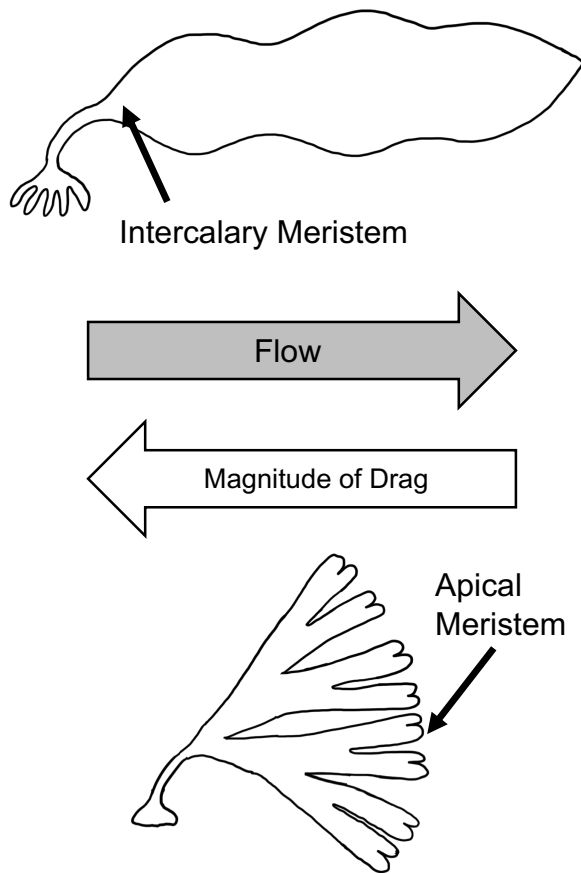 Intercalary Meristem
Flow
Magnitude of Drag
Apical
Meristem